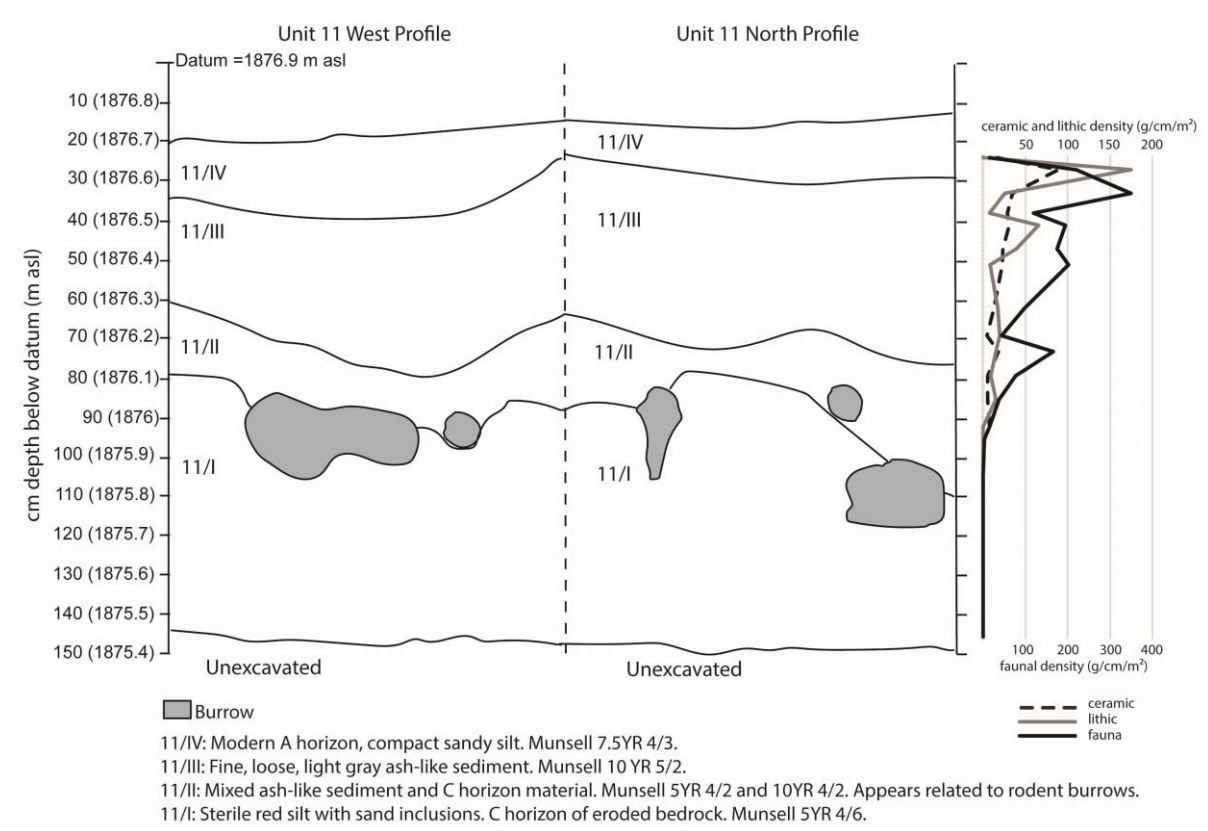 Unit 11 West Profile
Unit 11 North Profile
Datum =1876.9 m asl
cm depth below datum (m asl)
10 (1876.8)
20 (1876.7)
30 (1876.6)
40 (1876.5)
50 (1876.4)
60 (1876.3)
70 (1876.2)
80 (1876.1)
90 (1876)
100 (1875.9)
110 (1875.8)
120 (1875.7)
130 (1875.6)
140 (1875.5)
150 (1875.4)
11/IV
11/III
11/II
11/I
Unexcavated
11/IV
11/III
11/II
11/I
Unexcavated
ceramic and lithic density (g/cm/m²)
50 100 150 200
100 200 300 400
faunal density (g/cm/m²)
ceramic
lithic
fauna
Burrow
11/IV: Modern A horizon, compact sandy silt. Munsell 7.5YR 4/3.
11/III: Fine, loose, light gray ash-like sediment. Munsell 10 YR 5/2.
11/II: Mixed ash-like sediment and C horizon material. Munsell 5YR 4/2 and 10YR 4/2. Appears related to rodent burrows.
11/I: Sterile red silt with sand inclusions. C horizon of eroded bedrock. Munsell 5YR 4/6.